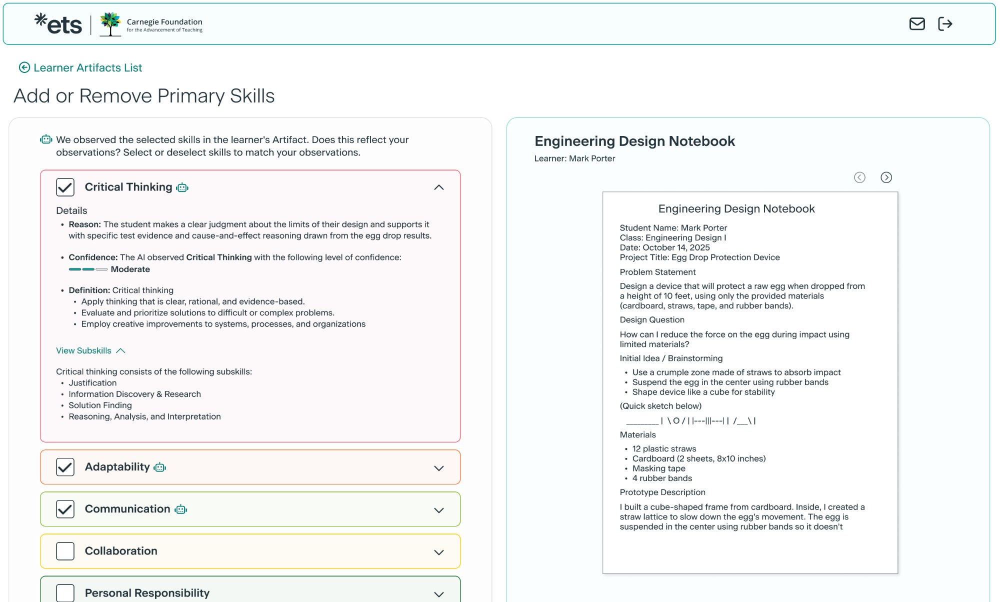 *ets
Carnegie Foundation
for the Advancement of Teaching
Learner Artifacts List
Add or Remove Primary Skills
We observed the selected skills in the learner's Artifact. Does this reflect your
observations? Select or deselect skills to match your observations.
Critical Thinking
Details
• Reason: The student makes a clear judgment about the limits of their design and supports it
with specific test evidence and cause-and-effect reasoning drawn from the egg drop results.
• Confidence: The AI observed Critical Thinking with the following level of confidence:
Moderate
• Definition: Critical thinking
• Apply thinking that is clear, rational, and evidence-based.
• Evaluate and prioritize solutions to difficult or complex problems.
• Employ creative improvements to systems, processes, and organizations
View Subskills
Critical thinking consists of the following subskills:
• Justification
• Information Discovery & Research
• Solution Finding
• Reasoning, Analysis, and Interpretation
Adaptability
Communication
Collaboration
Personal Responsibility
Engineering Design Notebook
Learner: Mark Porter
Engineering Design Notebook
Student Name: Mark Porter
Class: Engineering Design I
Date: October 14, 2025
Project Title: Egg Drop Protection Device
Problem Statement
Design a device that will protect a raw egg when dropped from
a height of 10 feet, using only the provided materials
(cardboard, straws, tape, and rubber bands).
Design Question
How can I reduce the force on the egg during impact using
limited materials?
Initial Idea / Brainstorming
• Use a crumple zone made of straws to absorb impact
• Suspend the egg in the center using rubber bands
• Shape device like a cube for stability
(Quick sketch below)
_________ | \ O / | |---|||---| | /___\ |
Materials
• 12 plastic straws
• Cardboard (2 sheets, 8x10 inches)
• Masking tape
• 4 rubber bands
Prototype Description
I built a cube-shaped frame from cardboard. Inside, I created a
straw lattice to slow down the egg's movement. The egg is
suspended in the center using rubber bands so it doesn't